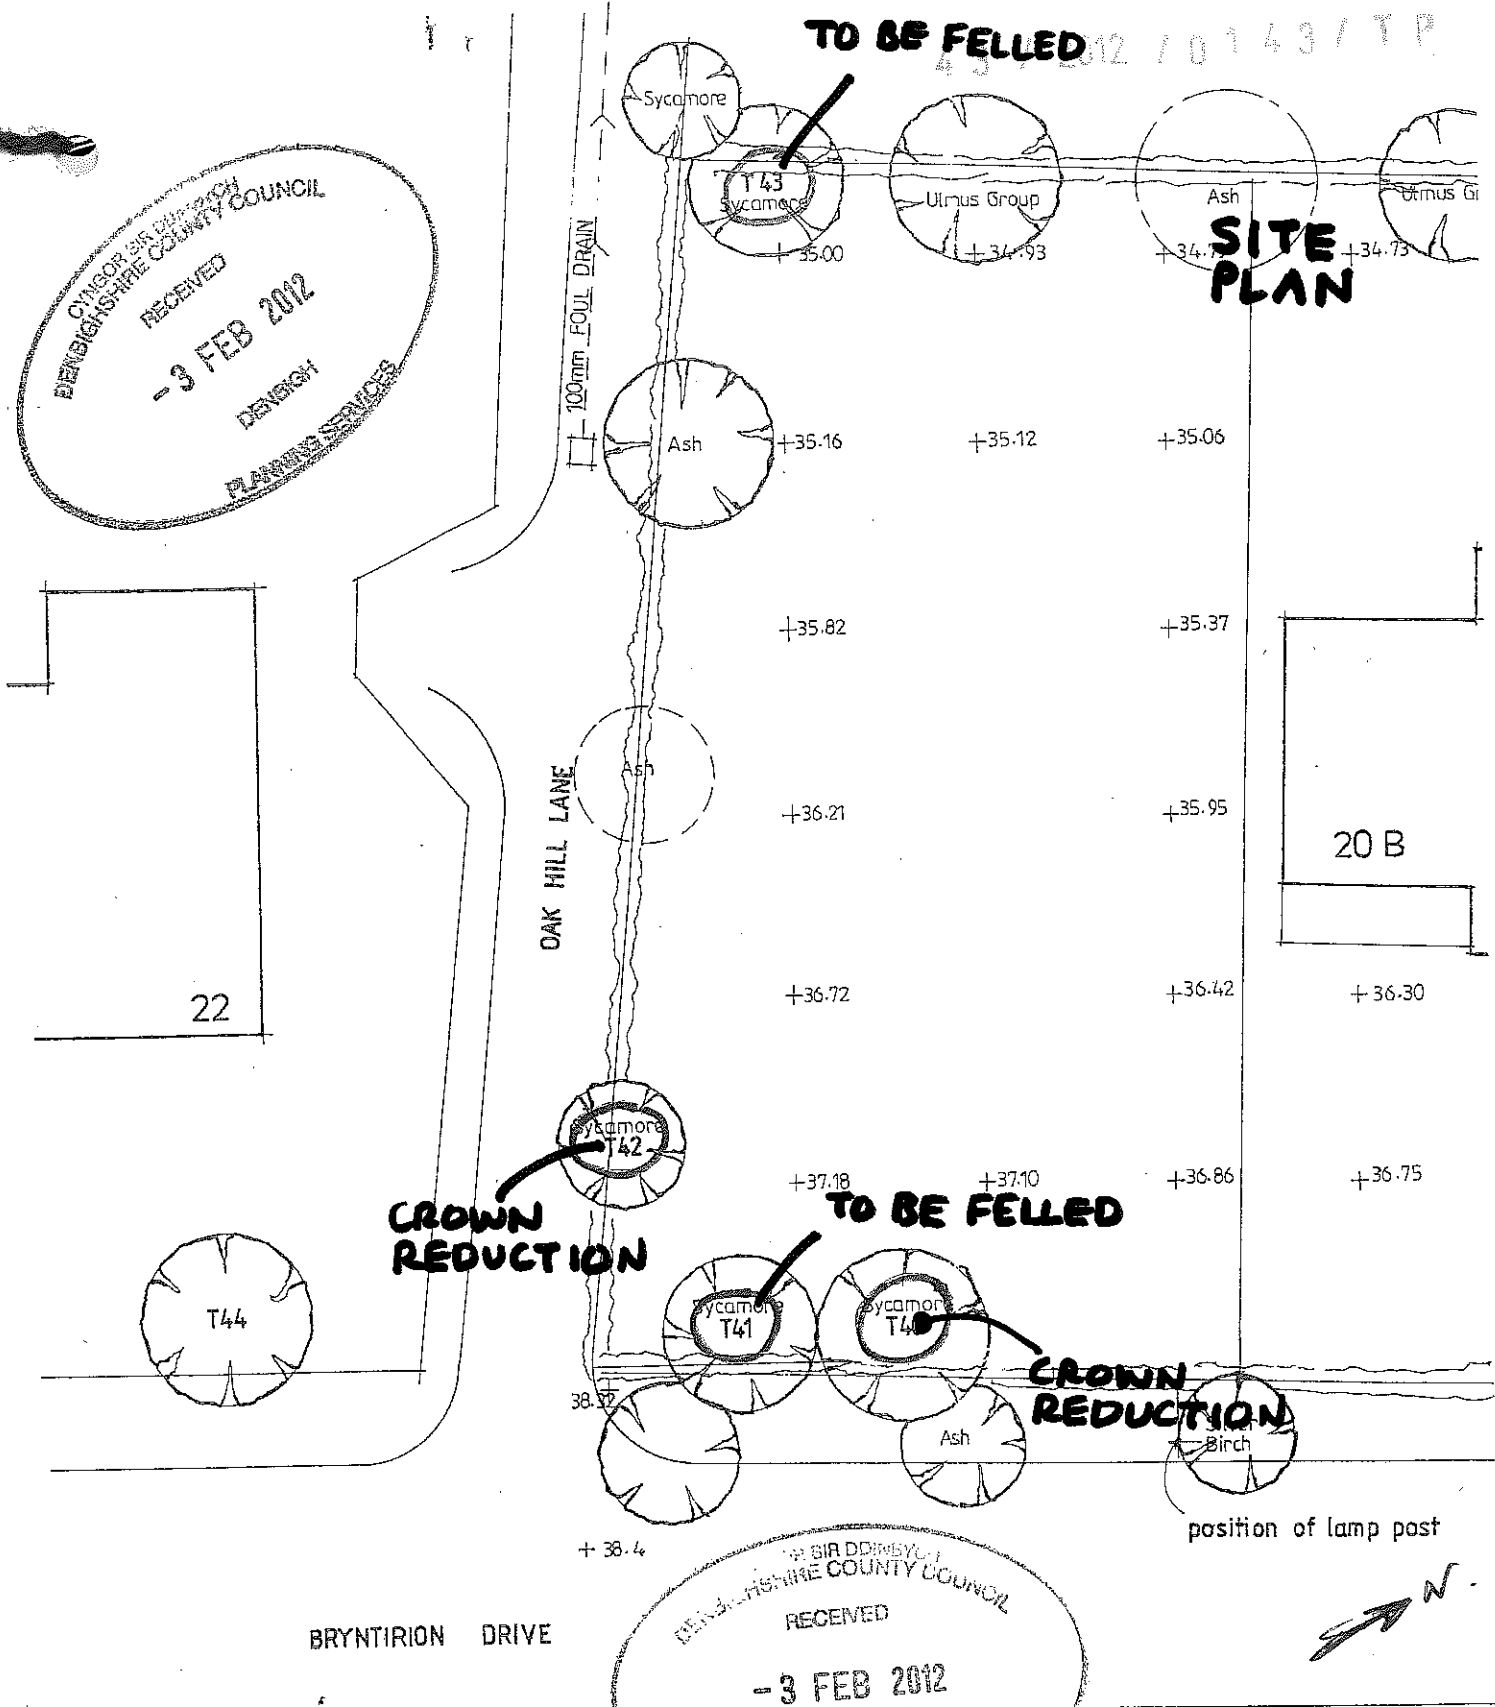 TO BE FELLED
2012 / 0143 / TP
Sycamore
T43
Sycamore
Ulmus Group
Ash
Ulmus
SITE
PLAN
+35.00
+34.93
+34.73
CYNGOR SIR
DENBIGHSHIRE COUNTY COUNCIL
RECEIVED
- 3 FEB 2012
DENBIGH
PLANNING SERVICES
100mm FOUL DRAIN
Ash
+35.16
+35.12
+35.06
+35.82
+35.37
Ash
OAK HILL LANE
+36.21
+35.95
20 B
22
+36.72
+36.42
+36.30
Sycamore
T42
+37.18
+37.10
+36.86
+36.75
CROWN
REDUCTION
TO BE FELLED
T44
Sycamore
T41
Sycamore
CROWN
REDUCTION
Ash
Birch
position of lamp post
+ 38.4
COUNTY COUNCIL
RECEIVED
- 3 FEB 2012
BRYNTIRION DRIVE
N